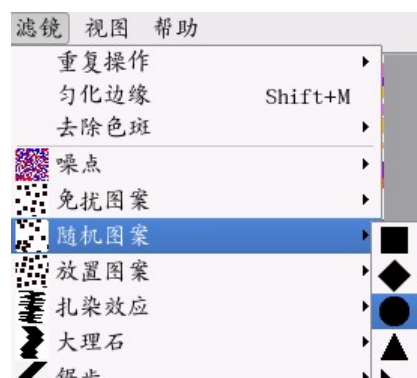 滤镜 视图 帮助
重复操作
匀化边缘 Shift+M
去除色斑
噪点
免扰图案
随机图案
放置图案
扎染效应
大理石
锯齿